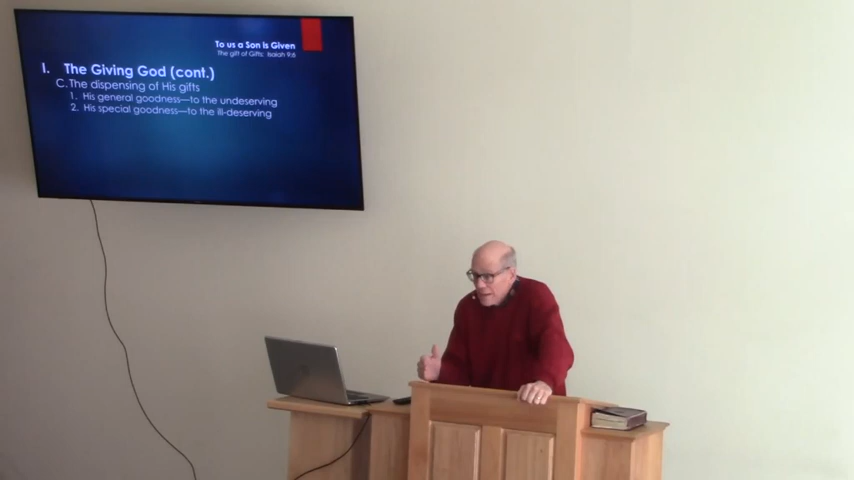 To us a Son is Given
The gift of Gifts: Isaiah 9:6
I. The Giving God (cont.)
C. The dispensing of His gifts
1. His general goodness—to the undeserving
2. His special goodness—to the ill-deserving